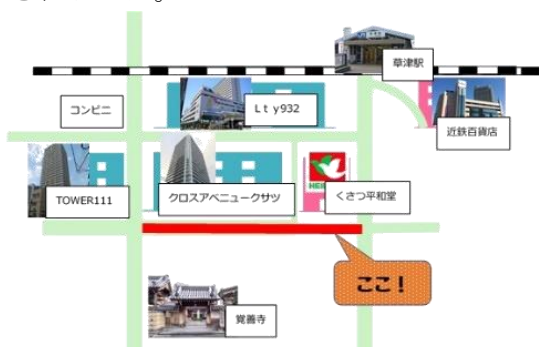 草津駅
コンビニ
Lty932
近鉄百貨店
TOWER111
クロスアベニュークサツ
くさつ平和堂
ここ！
覚善寺